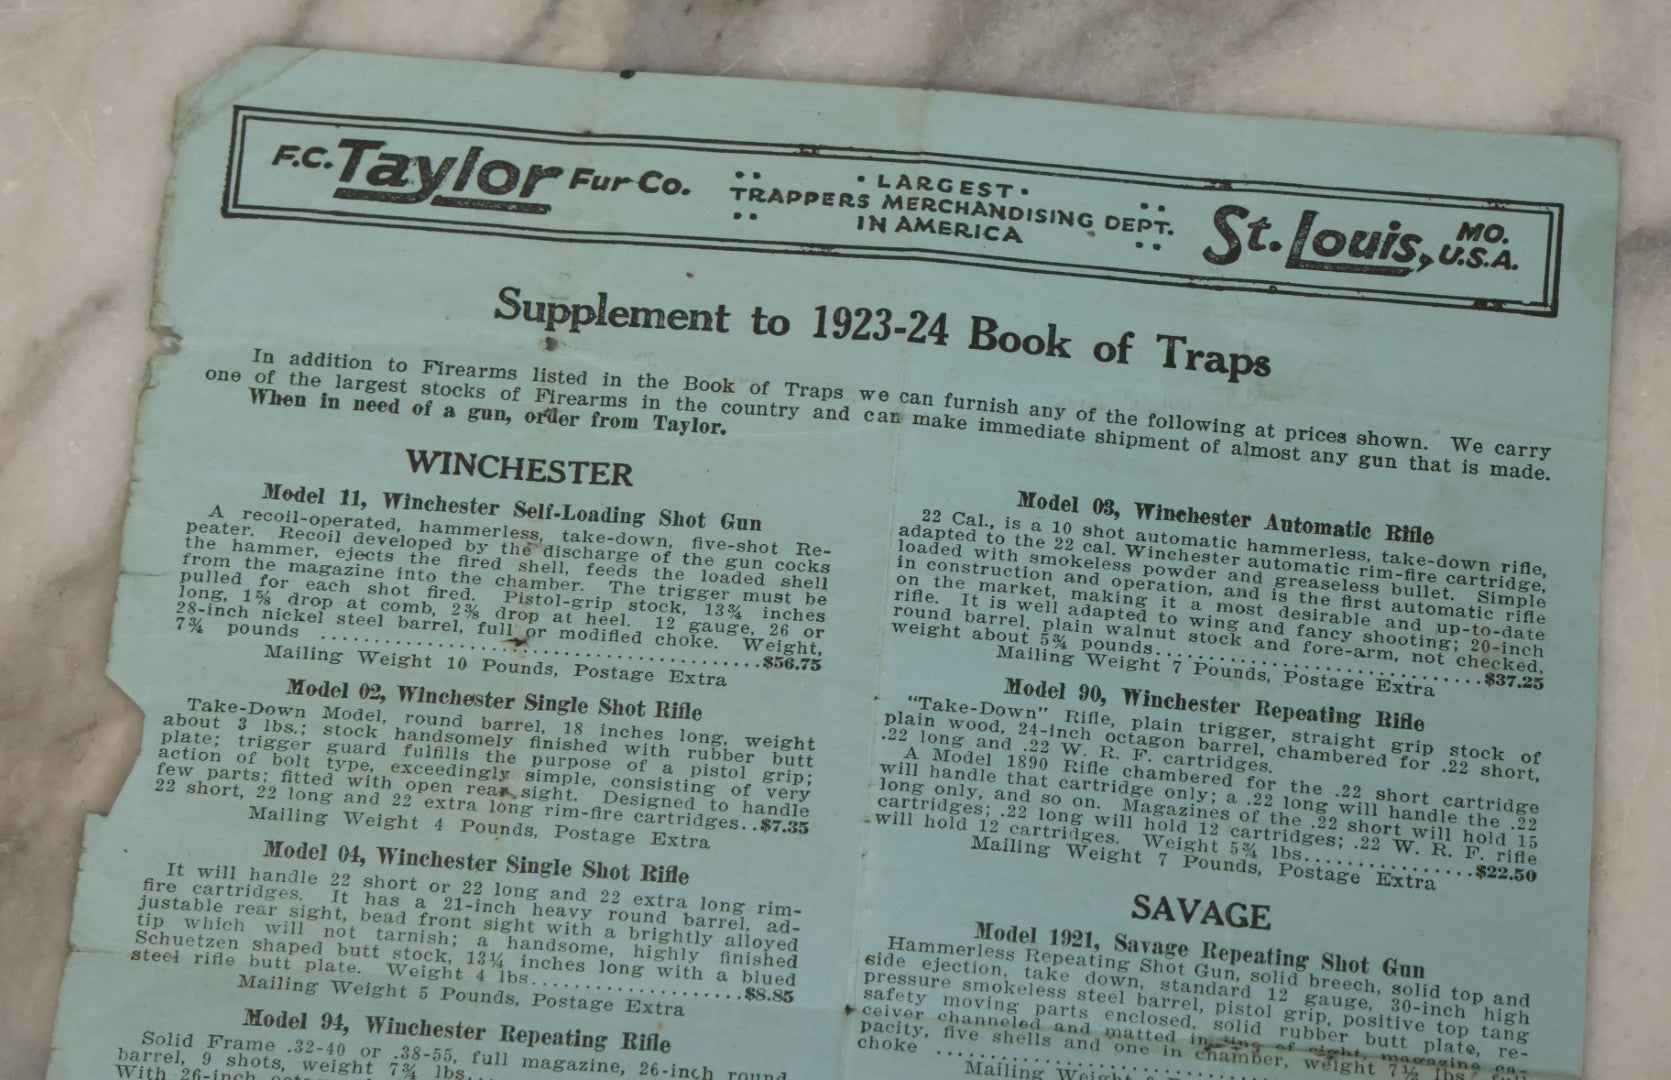 F.C. Taylor Fur Co.
• LARGEST •
TRAPPERS MERCHANDISING DEPT.
IN AMERICA
St. Louis, MO. U.S.A.
Supplement to 1923-24 Book of Traps
In addition to Firearms listed in the Book of Traps we can furnish any of the following at prices shown. We carry
one of the largest stocks of Firearms in the country and can make immediate shipment of almost any gun that is made.
When in need of a gun, order from Taylor.
WINCHESTER
Model 11, Winchester Self-Loading Shot Gun
A recoil-operated, hammerless, take-down, five-shot Re-
peater. Recoil developed by the discharge of the gun cocks
the hammer, ejects the fired shell, feeds the loaded shell
from the magazine into the chamber. The trigger must be
pulled for each shot fired. Pistol-grip stock, 13¾ inches
long, 1⅝ drop at comb, 2⅜ drop at heel. 12 gauge, 26 or
28-inch nickel steel barrel, full or modified choke. Weight,
7¾ pounds ........................................$56.75
Mailing Weight 10 Pounds, Postage Extra
Model 02, Winchester Single Shot Rifle
Take-Down Model, round barrel, 18 inches long, weight
about 3 lbs.; stock handsomely finished with rubber butt
plate; trigger guard fulfills the purpose of a pistol grip;
action of bolt type, exceedingly simple, consisting of very
few parts; fitted with open rear sight. Designed to handle
22 short, 22 long and 22 extra long rim-fire cartridges..$7.35
Mailing Weight 4 Pounds, Postage Extra
Model 04, Winchester Single Shot Rifle
It will handle 22 short or 22 long and 22 extra long rim-
fire cartridges. It has a 21-inch heavy round barrel, ad-
justable rear sight, bead front sight with a brightly alloyed
tip which will not tarnish; a handsome, highly finished
Schuetzen shaped butt stock, 13¼ inches long with a blued
steel rifle butt plate. Weight 4 lbs....................$8.85
Mailing Weight 5 Pounds, Postage Extra
Model 94, Winchester Repeating Rifle
Solid Frame .32-40 or .38-55, full magazine, 26-inch round
barrel, 9 shots, weight 7¾ lbs....
With 26-inch
Model 03, Winchester Automatic Rifle
22 Cal., is a 10 shot automatic hammerless, take-down rifle,
adapted to the 22 cal. Winchester automatic rim-fire cartridge,
loaded with smokeless powder and greaseless bullet. Simple
in construction and operation, and is the first automatic rifle
on the market, making it a most desirable and up-to-date
rifle. It is well adapted to wing and fancy shooting; 20-inch
round barrel, plain walnut stock and fore-arm, not checked,
weight about 5¾ pounds..............................$37.25
Mailing Weight 7 Pounds, Postage Extra
Model 90, Winchester Repeating Rifle
"Take-Down" Rifle, plain trigger, straight grip stock of
plain wood, 24-inch octagon barrel, chambered for .22 short,
.22 long and .22 W. R. F. cartridges.
A Model 1890 Rifle chambered for the .22 short cartridge
will handle that cartridge only; a .22 long will handle the .22
long only, and so on. Magazines of the .22 short will hold 15
cartridges; .22 long will hold 12 cartridges; .22 W. R. F. rifle
will hold 12 cartridges. Weight 5¾ lbs................$22.50
Mailing Weight 7 Pounds, Postage Extra
SAVAGE
Model 1921, Savage Repeating Shot Gun
Hammerless Repeating Shot Gun, solid breech, solid top and
side ejection, take down, standard 12 gauge, 30-inch high
pressure smokeless steel barrel, pistol grip, positive top tang
safety moving parts enclosed, solid rubber butt plate, re-
ceiver channeled and matted in line of sight, magazine ca-
pacity, five shells and one in chamber, weight 7½ lbs., full
choke ..........
Mailing Weight